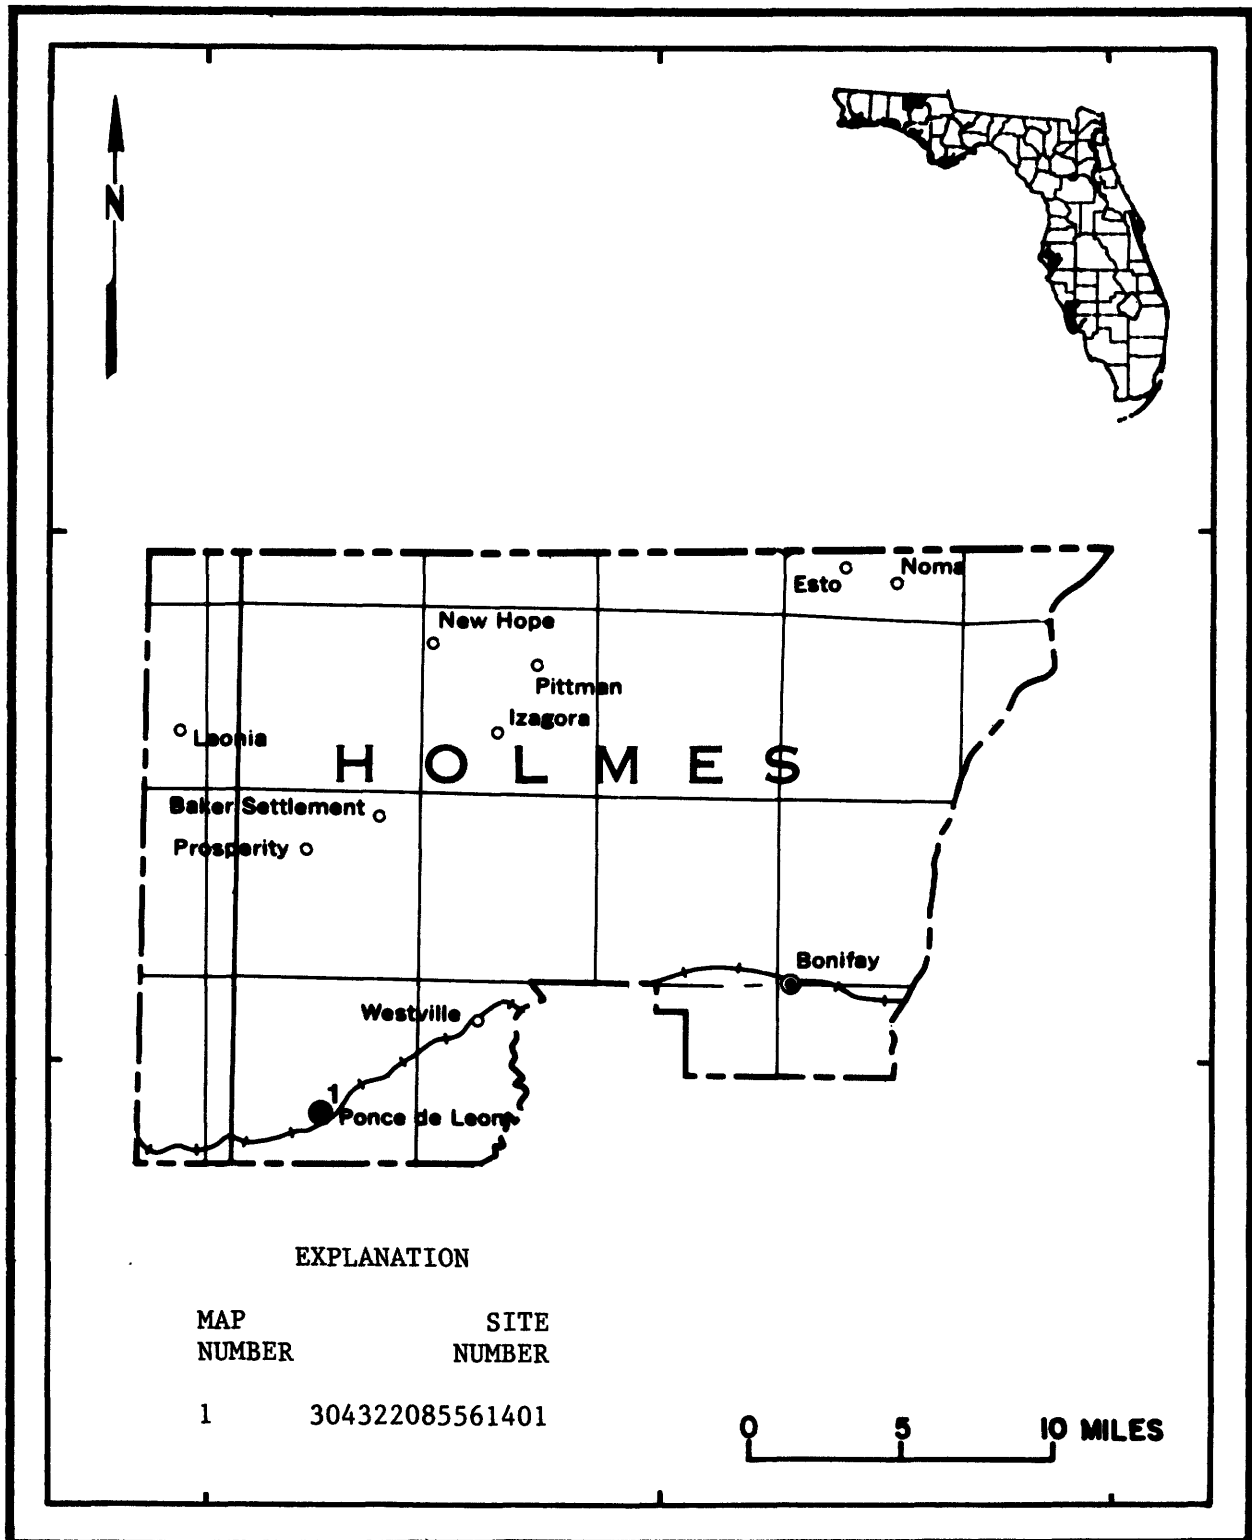 N
Esto
Noma
New Hope
Pittman
Izagora
Leonia
HOLMES
Baker Settlement
Prosperity
Bonifay
Westville
1
Ponce de Leon
EXPLANATION
MAP SITE
NUMBER NUMBER
1 304322085561401
0 5 10 MILES